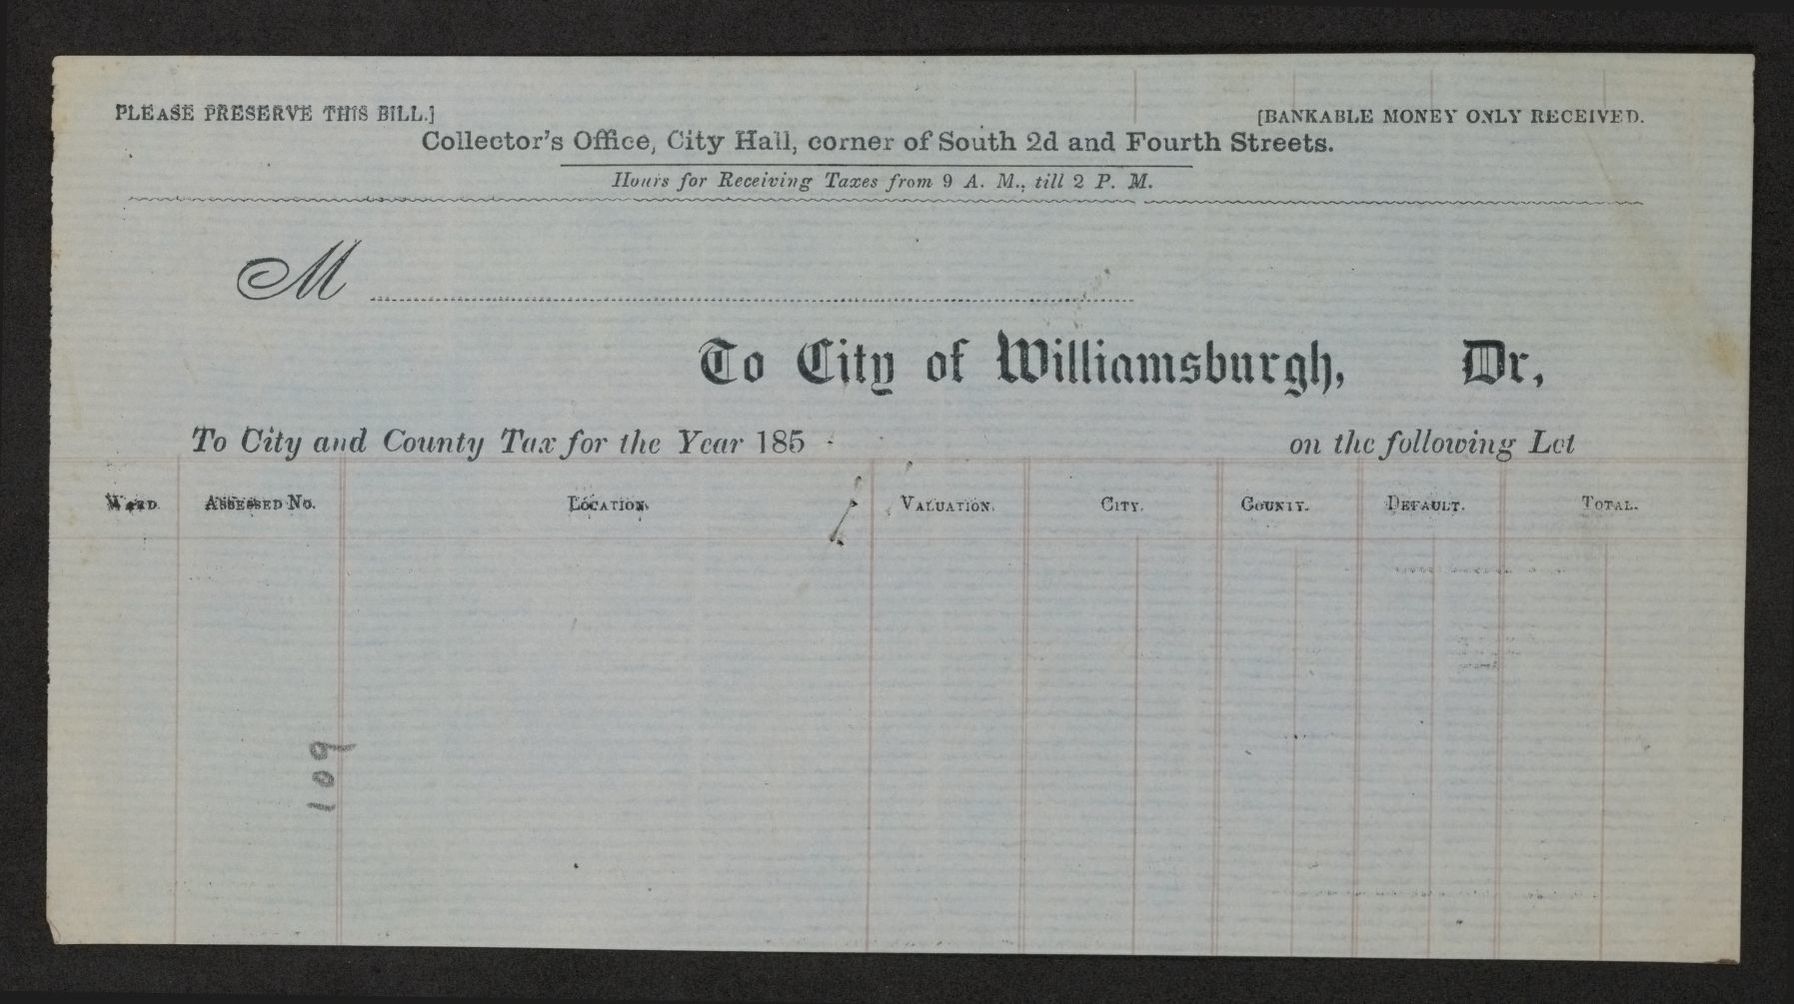 PLEASE PRESERVE THIS BILL.] [BANKABLE MONEY ONLY RECEIVED.
Collector's Office, City Hall, corner of South 2d and Fourth Streets.
Hours for Receiving Taxes from 9 A. M., till 2 P. M.
M
To City of Williamsburgh, Dr,
To City and County Tax for the Year 185 on the following Lot
WARD. ASSESSED NO. LOCATION. VALUATION. CITY. COUNTY. DEFAULT. TOTAL.
109